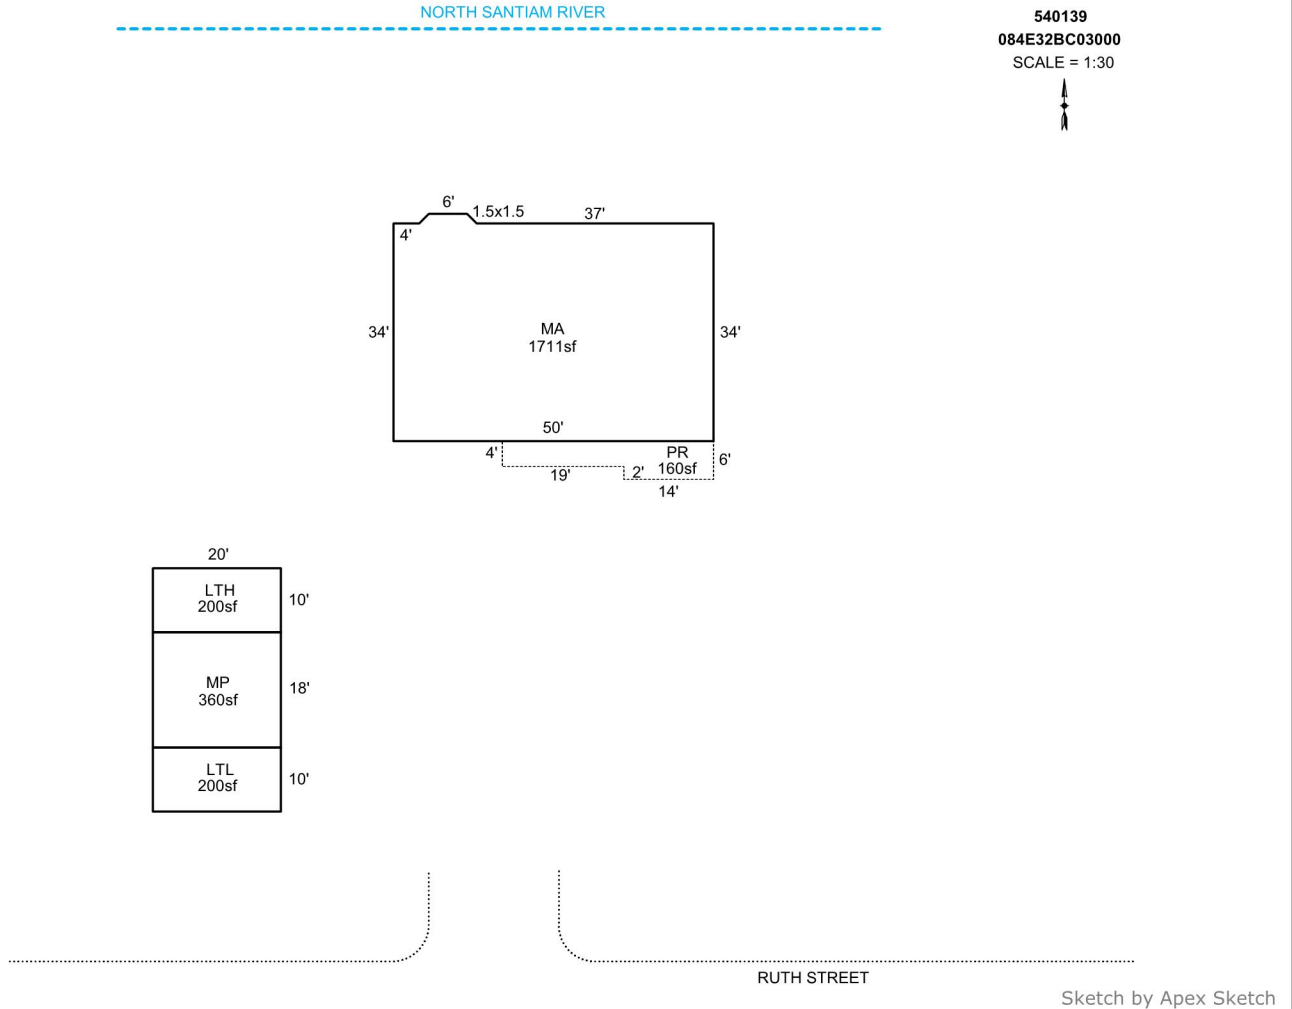 NORTH SANTIAM RIVER
540139
084E32BC03000
SCALE = 1:30
6'
1.5x1.5
37'
4'
34'
MA
1711sf
34'
50'
4'
PR
160sf
6'
19'
2'
14'
20'
LTH
200sf
10'
MP
360sf
18'
LTL
200sf
10'
RUTH STREET
Sketch by Apex Sketch